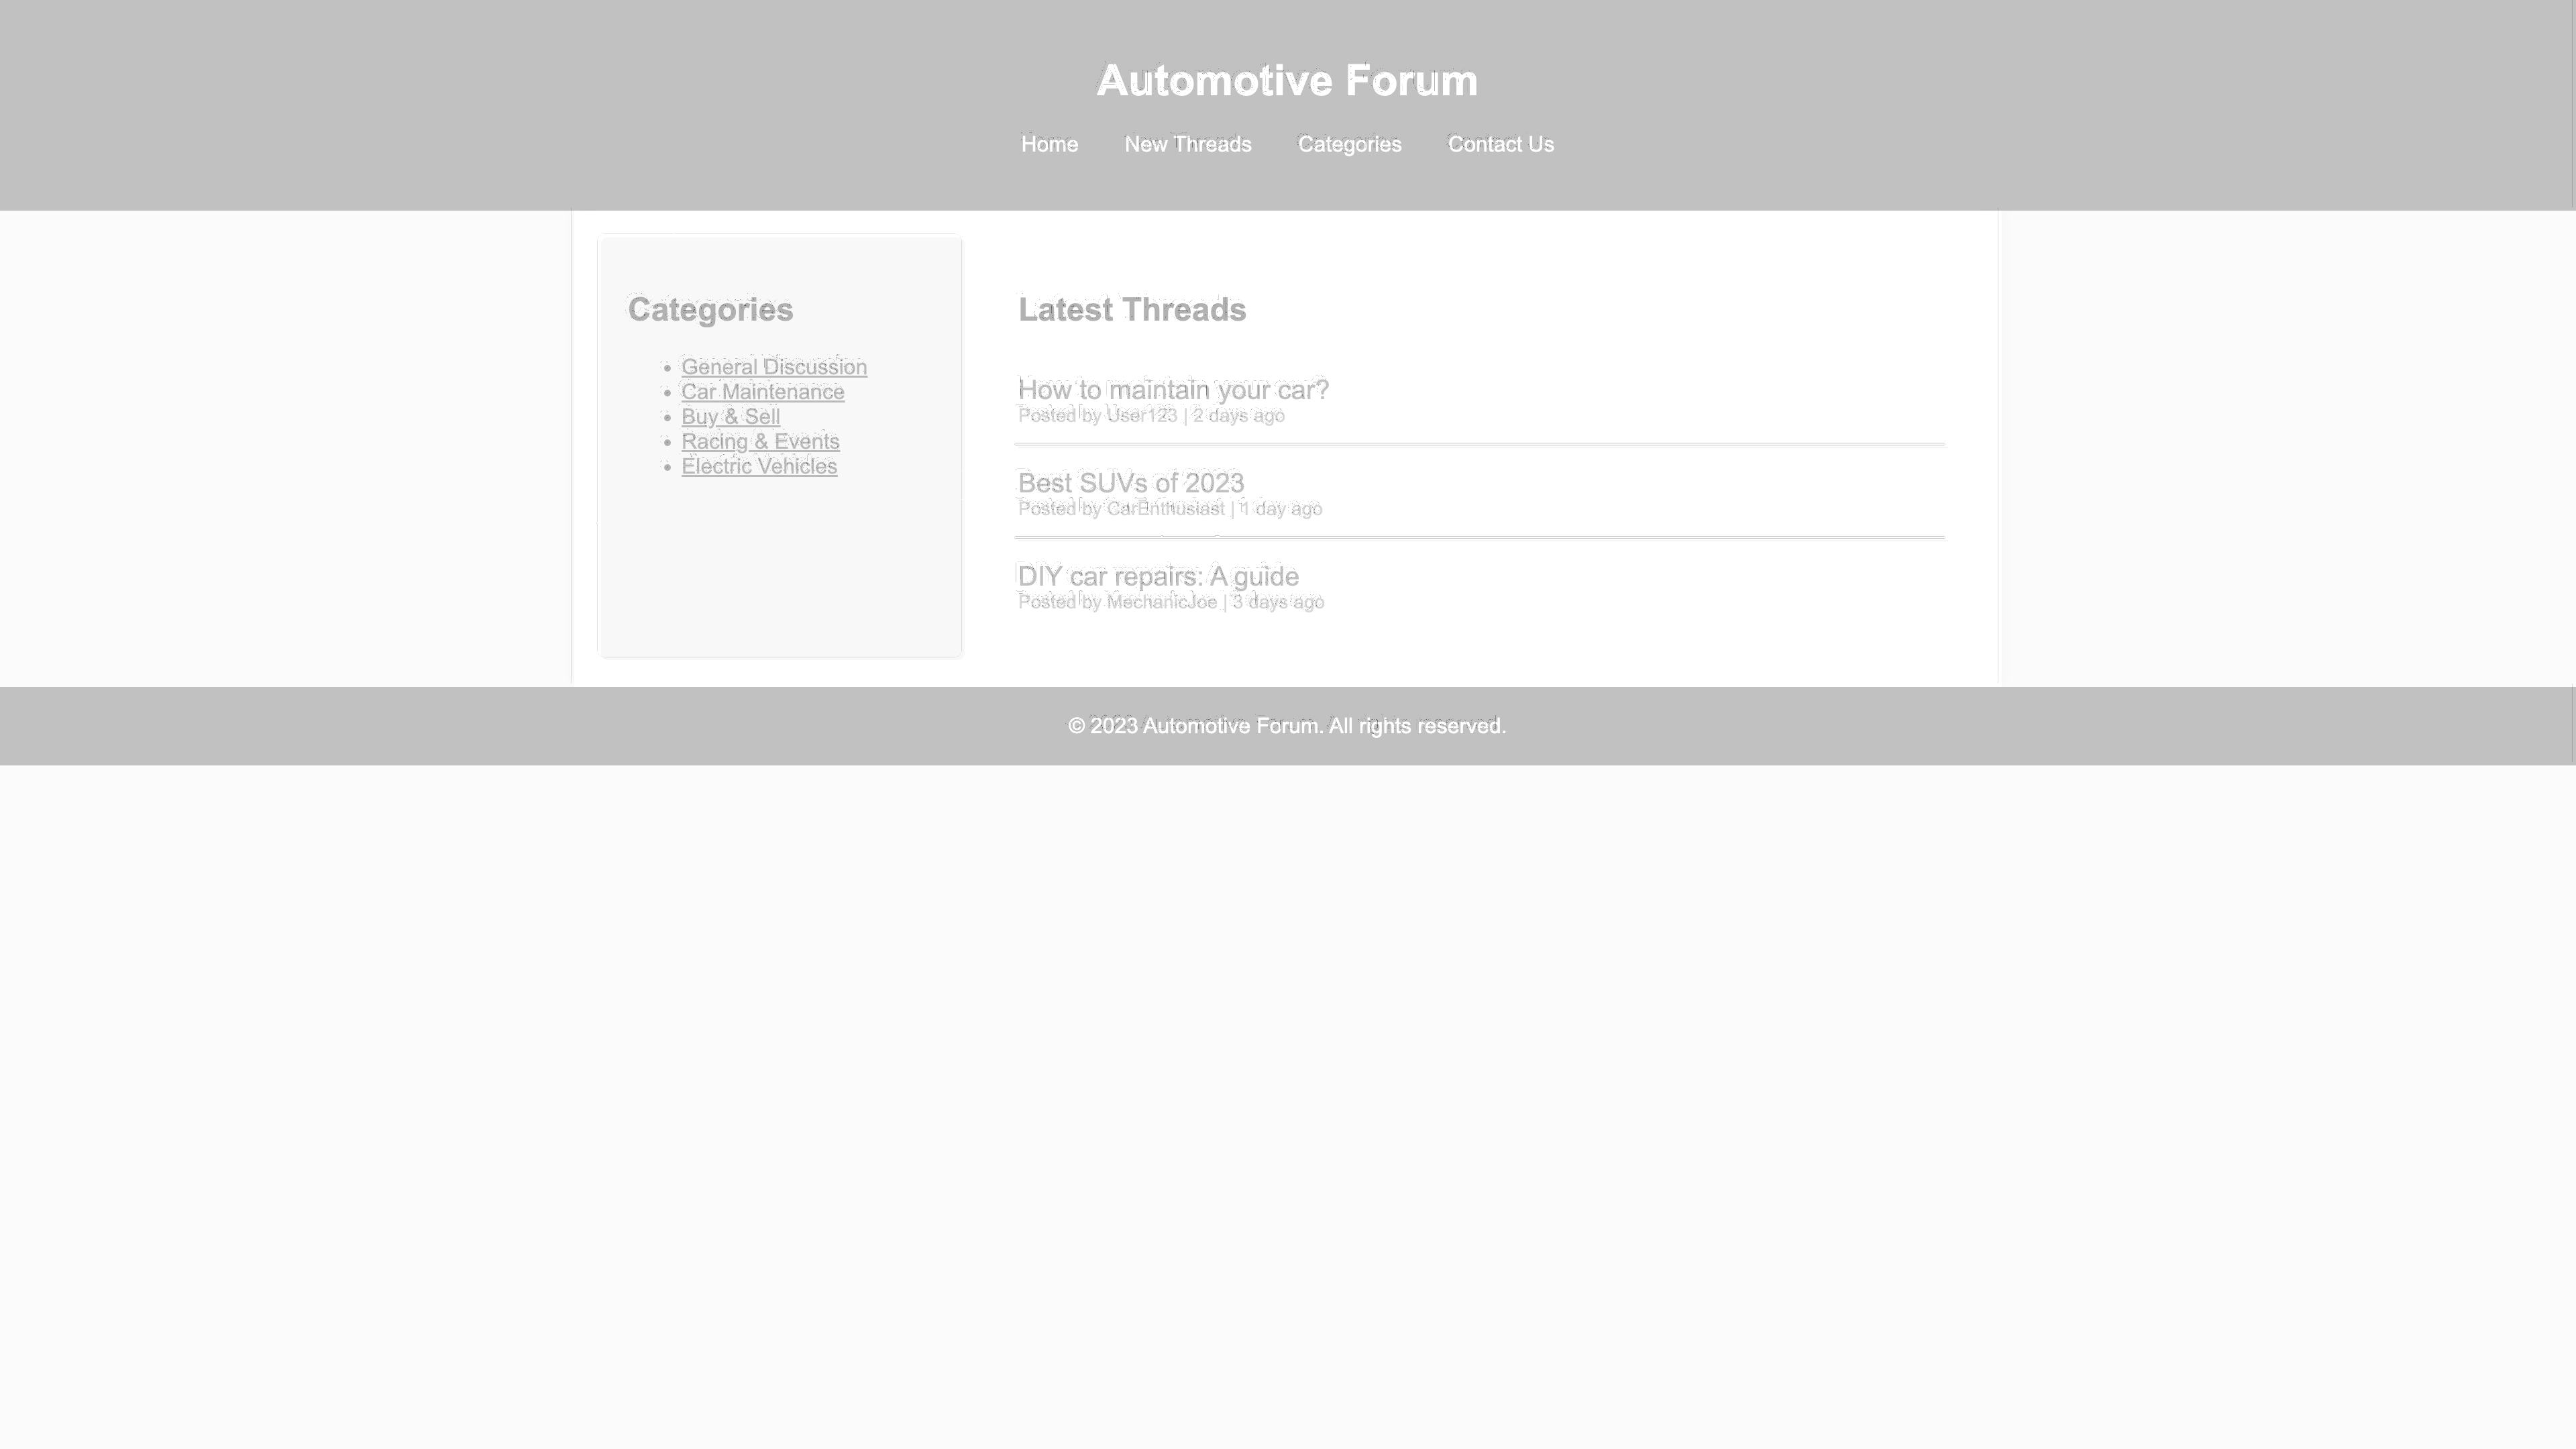 Automotive Forum
Home New Threads Categories Contact Us
Categories
General Discussion
Car Maintenance
Buy & Sell
Racing & Events
Electric Vehicles
Latest Threads
How to maintain your car?
Posted by User123 | 2 days ago
Best SUVs of 2023
Posted by CarEnthusiast | 1 day ago
DIY car repairs: A guide
Posted by MechanicJoe | 3 days ago
© 2023 Automotive Forum. All rights reserved.